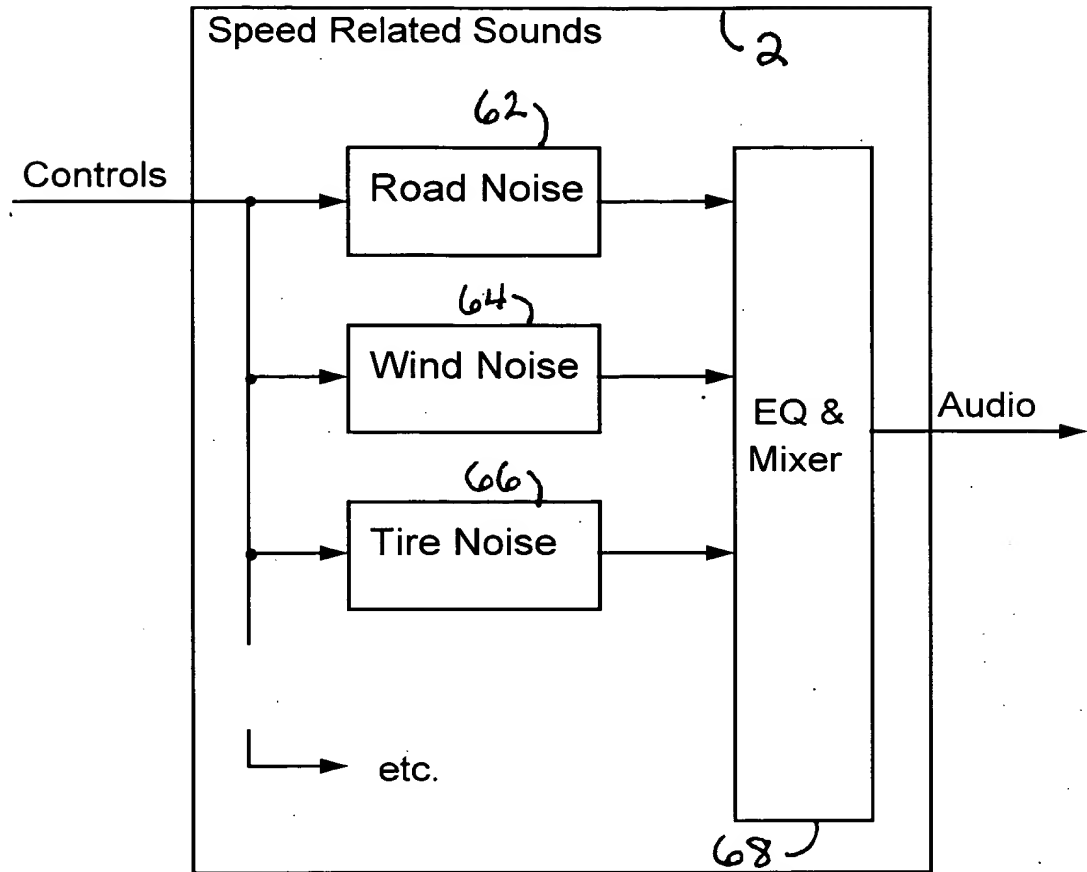 Speed Related Sounds
2
62
Controls
Road Noise
64
Wind Noise
EQ &
Mixer
Audio
66
Tire Noise
etc.
68